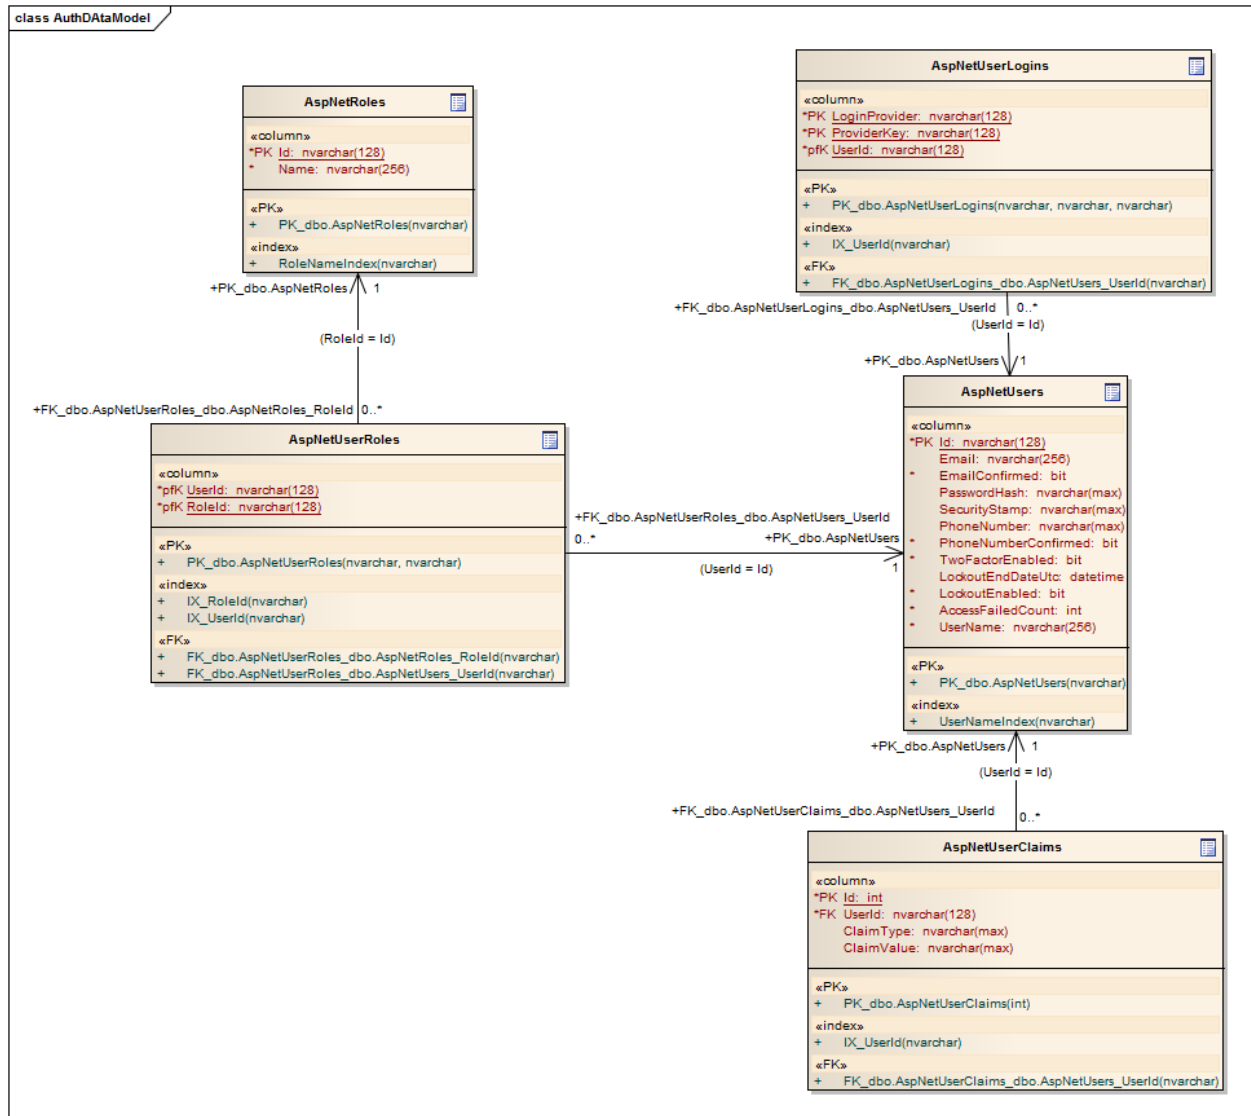 class AuthDAtaModel
AspNetRoles
«column»
*PK Id: nvarchar(128)
* Name: nvarchar(256)
«PK»
+ PK_dbo.AspNetRoles(nvarchar)
«index»
+ RoleNameIndex(nvarchar)
+PK_dbo.AspNetRoles 1
(RoleId = Id)
+FK_dbo.AspNetUserRoles_dbo.AspNetRoles_RoleId 0..*
AspNetUserRoles
«column»
*pfK UserId: nvarchar(128)
*pfK RoleId: nvarchar(128)
«PK»
+ PK_dbo.AspNetUserRoles(nvarchar, nvarchar)
«index»
+ IX_RoleId(nvarchar)
+ IX_UserId(nvarchar)
«FK»
+ FK_dbo.AspNetUserRoles_dbo.AspNetRoles_RoleId(nvarchar)
+ FK_dbo.AspNetUserRoles_dbo.AspNetUsers_UserId(nvarchar)
+FK_dbo.AspNetUserRoles_dbo.AspNetUsers_UserId
0..* +PK_dbo.AspNetUsers
(UserId = Id) 1
AspNetUserLogins
«column»
*PK LoginProvider: nvarchar(128)
*PK ProviderKey: nvarchar(128)
*pfK UserId: nvarchar(128)
«PK»
+ PK_dbo.AspNetUserLogins(nvarchar, nvarchar, nvarchar)
«index»
+ IX_UserId(nvarchar)
«FK»
+ FK_dbo.AspNetUserLogins_dbo.AspNetUsers_UserId(nvarchar)
+FK_dbo.AspNetUserLogins_dbo.AspNetUsers_UserId 0..*
(UserId = Id)
+PK_dbo.AspNetUsers 1
AspNetUsers
«column»
*PK Id: nvarchar(128)
Email: nvarchar(256)
* EmailConfirmed: bit
PasswordHash: nvarchar(max)
SecurityStamp: nvarchar(max)
PhoneNumber: nvarchar(max)
* PhoneNumberConfirmed: bit
* TwoFactorEnabled: bit
LockoutEndDateUtc: datetime
* LockoutEnabled: bit
* AccessFailedCount: int
* UserName: nvarchar(256)
«PK»
+ PK_dbo.AspNetUsers(nvarchar)
«index»
+ UserNameIndex(nvarchar)
+PK_dbo.AspNetUsers 1
(UserId = Id)
+FK_dbo.AspNetUserClaims_dbo.AspNetUsers_UserId
0..*
AspNetUserClaims
«column»
*PK Id: int
*FK UserId: nvarchar(128)
ClaimType: nvarchar(max)
ClaimValue: nvarchar(max)
«PK»
+ PK_dbo.AspNetUserClaims(int)
«index»
+ IX_UserId(nvarchar)
«FK»
+ FK_dbo.AspNetUserClaims_dbo.AspNetUsers_UserId(nvarchar)